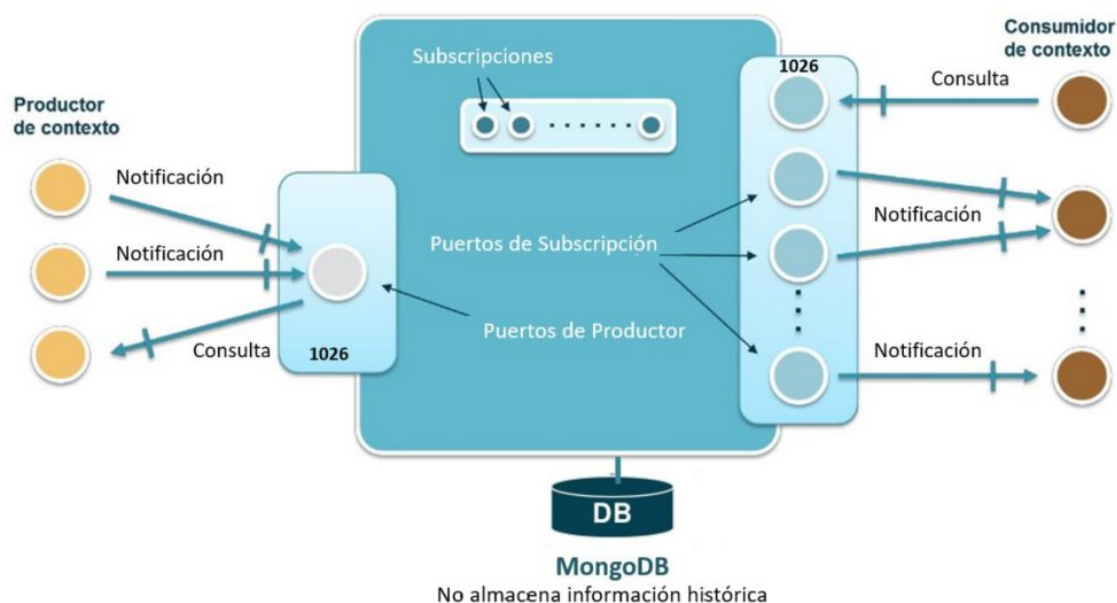 Productor
de contexto
Notificación
Notificación
Consulta
1026
Subscripciones
Puertos de Subscripción
Puertos de Productor
1026
Consumidor
de contexto
Consulta
Notificación
Notificación
DB
MongoDB
No almacena información histórica